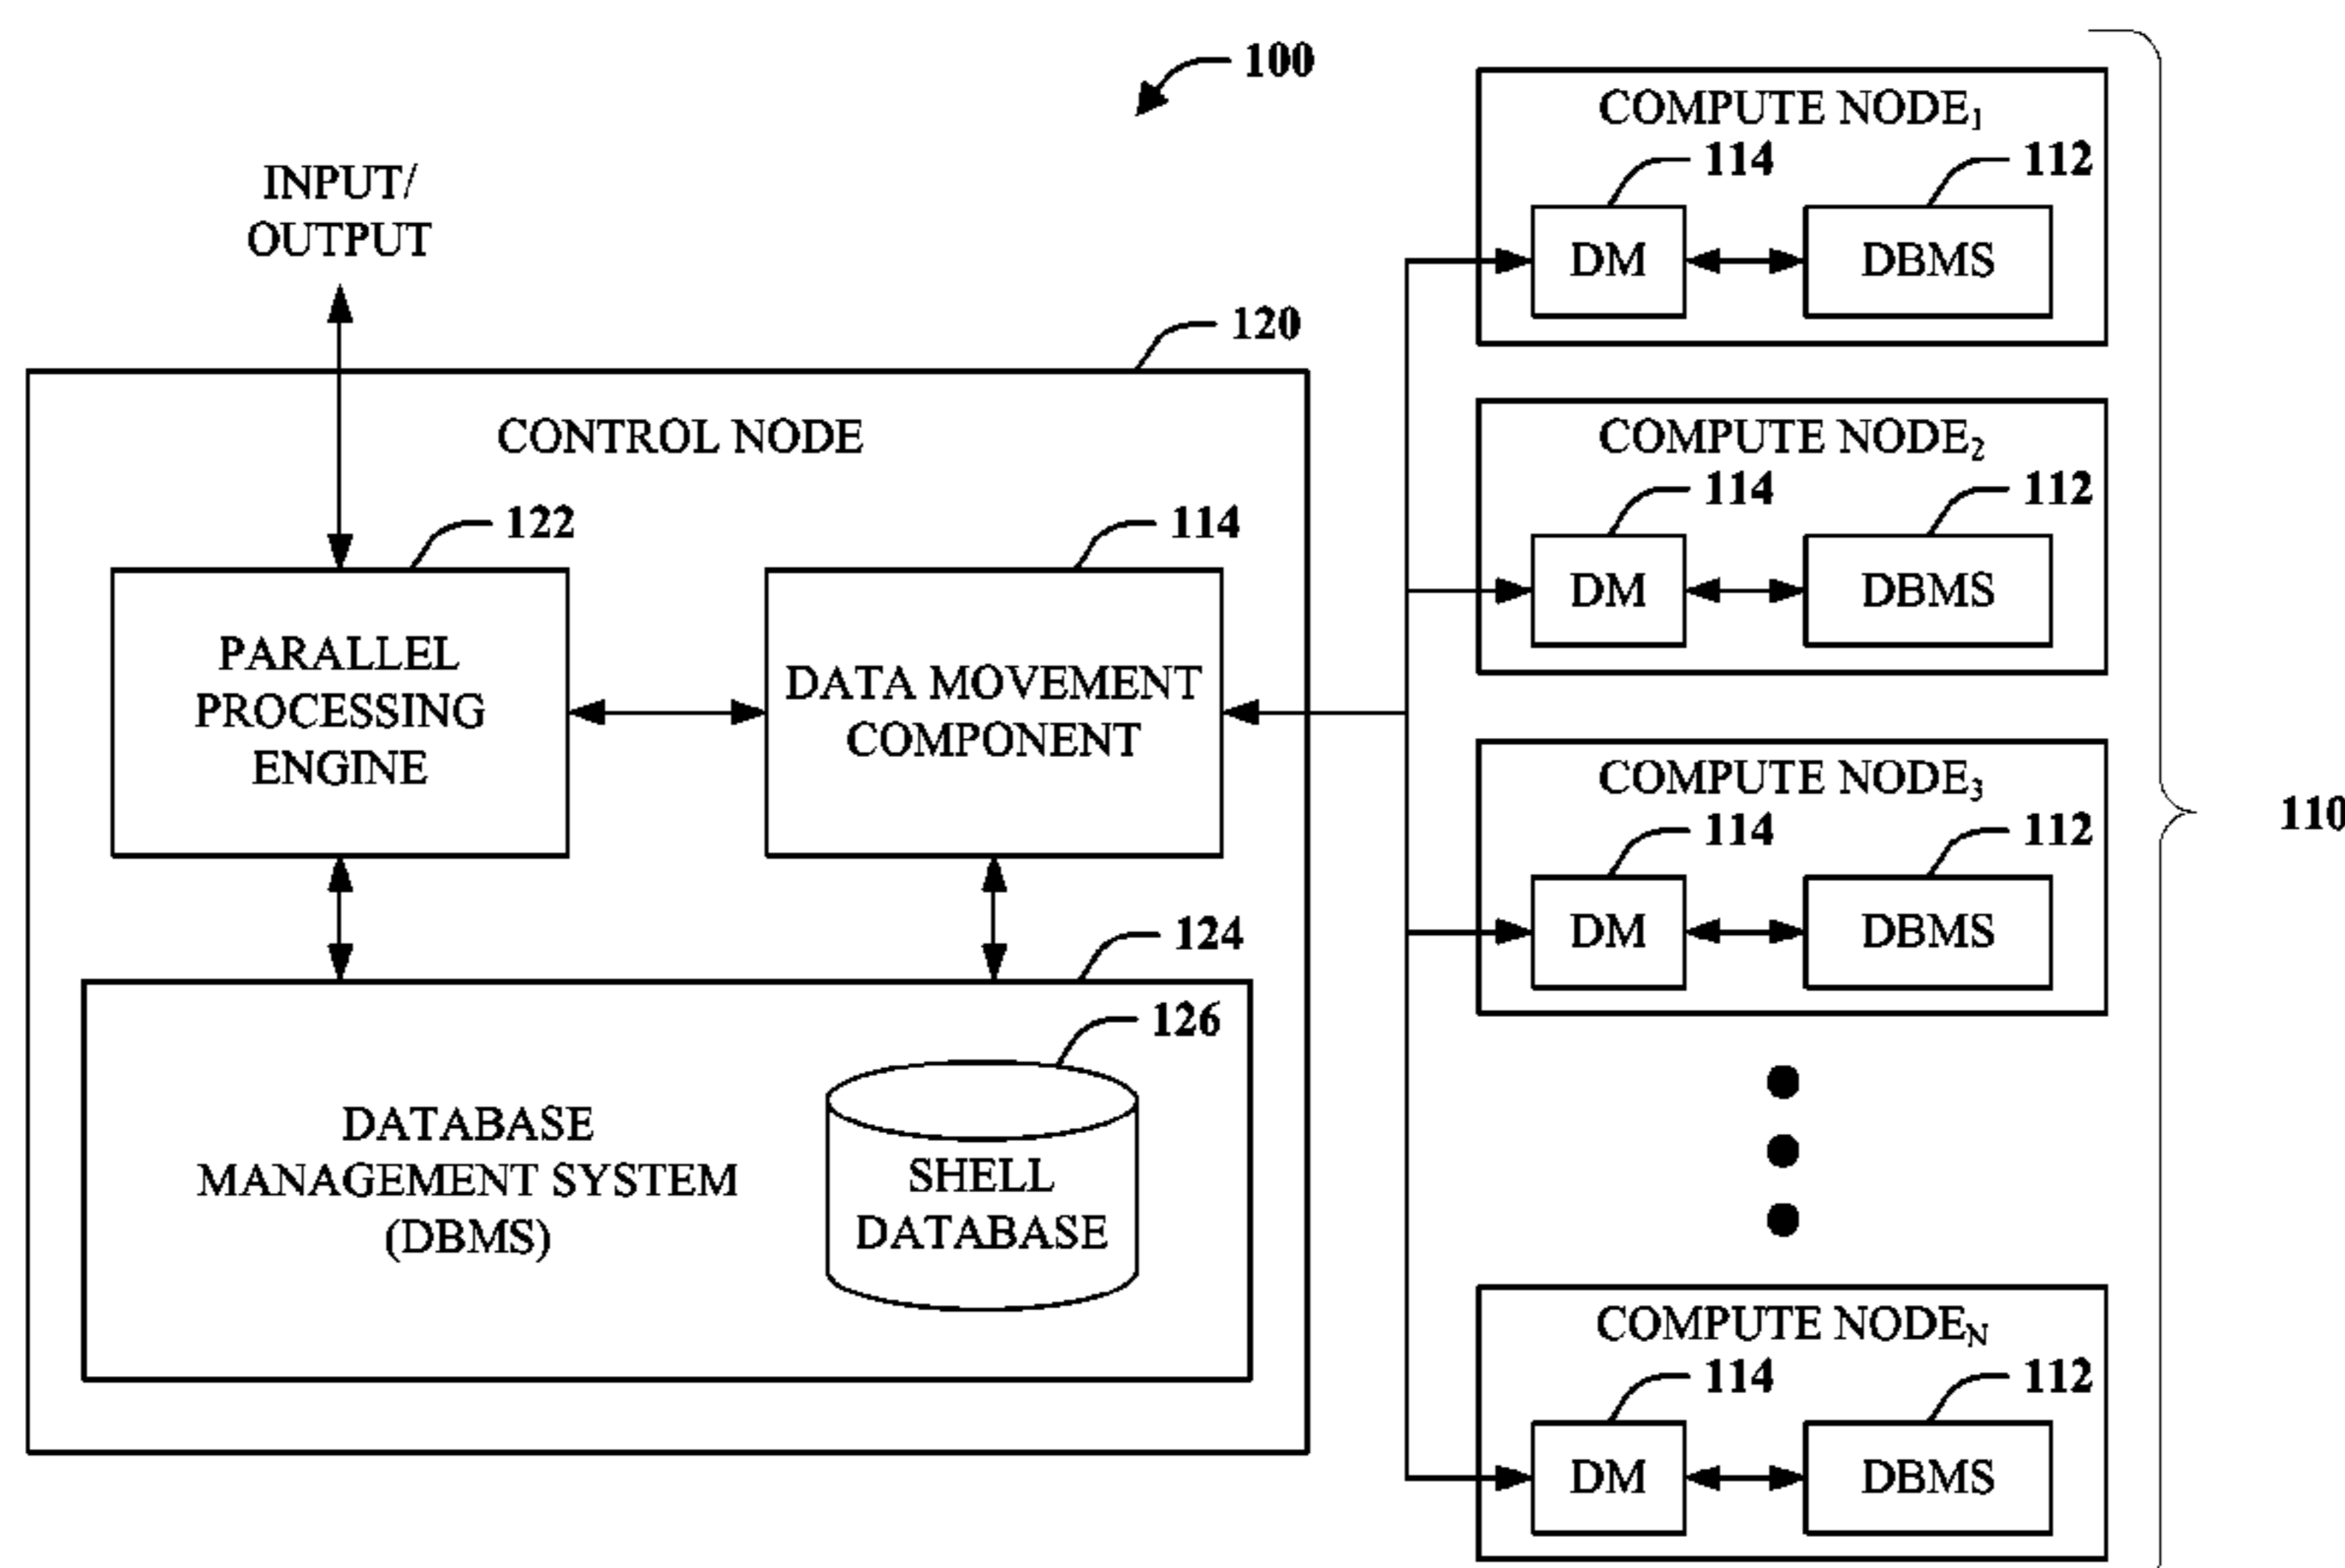 100
INPUT/
OUTPUT
120
CONTROL NODE
122
PARALLEL
PROCESSING
ENGINE
114
DATA MOVEMENT
COMPONENT
124
DATABASE
MANAGEMENT SYSTEM
(DBMS)
126
SHELL
DATABASE
COMPUTE NODE₁
114
112
DM
DBMS
COMPUTE NODE₂
114
112
DM
DBMS
COMPUTE NODE₃
114
112
DM
DBMS
COMPUTE NODE_N
114
112
DM
DBMS
110